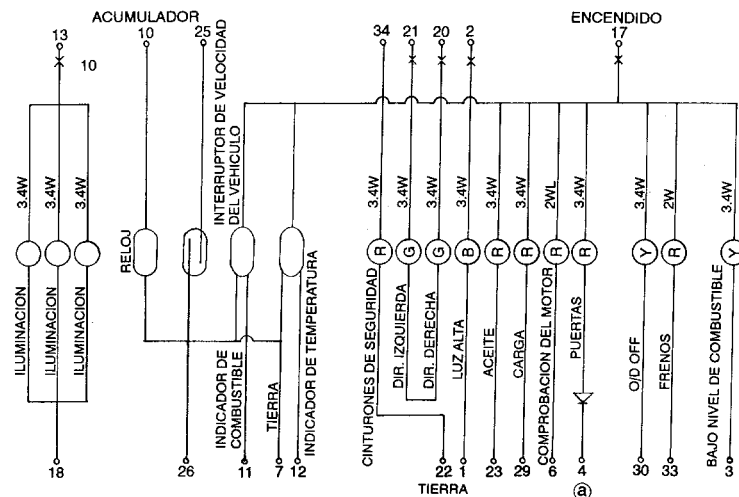 ACUMULADOR
ENCENDIDO
13
10
10
25
34
21
20
2
17
INTERRUPTOR DE VELOCIDAD
DEL VEHICULO
3.4W
3.4W
3.4W
3.4W
3.4W
3.4W
3.4W
3.4W
3.4W
2WL
3.4W
3.4W
2W
3.4W
RELOJ
R
G
G
B
R
R
R
R
Y
R
Y
ILUMINACION
ILUMINACION
ILUMINACION
INDICADOR DE
COMBUSTIBLE
TIERRA
INDICADOR DE TEMPERATURA
CINTURONES DE SEGURIDAD
DIR. IZQUIERDA
DIR. DERECHA
LUZ ALTA
ACEITE
CARGA
COMPROBACION DEL MOTOR
PUERTAS
O/D OFF
FRENOS
BAJO NIVEL DE COMBUSTIBLE
18
26
11
7
12
22
1
23
29
6
4
30
33
3
TIERRA
a